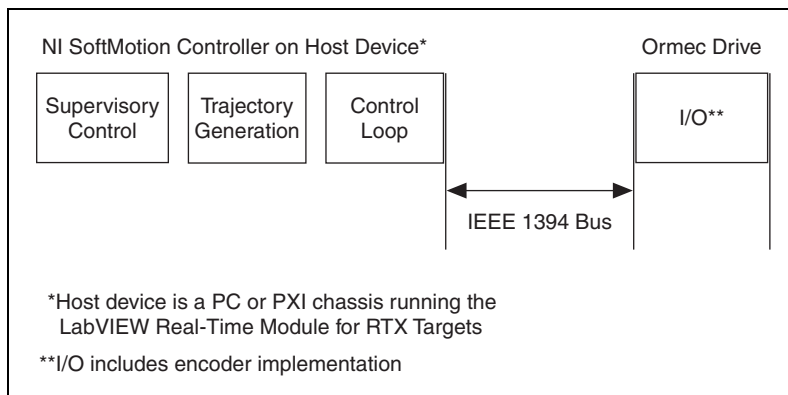 NI SoftMotion Controller on Host Device*
Ormec Drive
Supervisory
Control
Trajectory
Generation
Control
Loop
I/O**
IEEE 1394 Bus
*Host device is a PC or PXI chassis running the
LabVIEW Real-Time Module for RTX Targets
**I/O includes encoder implementation